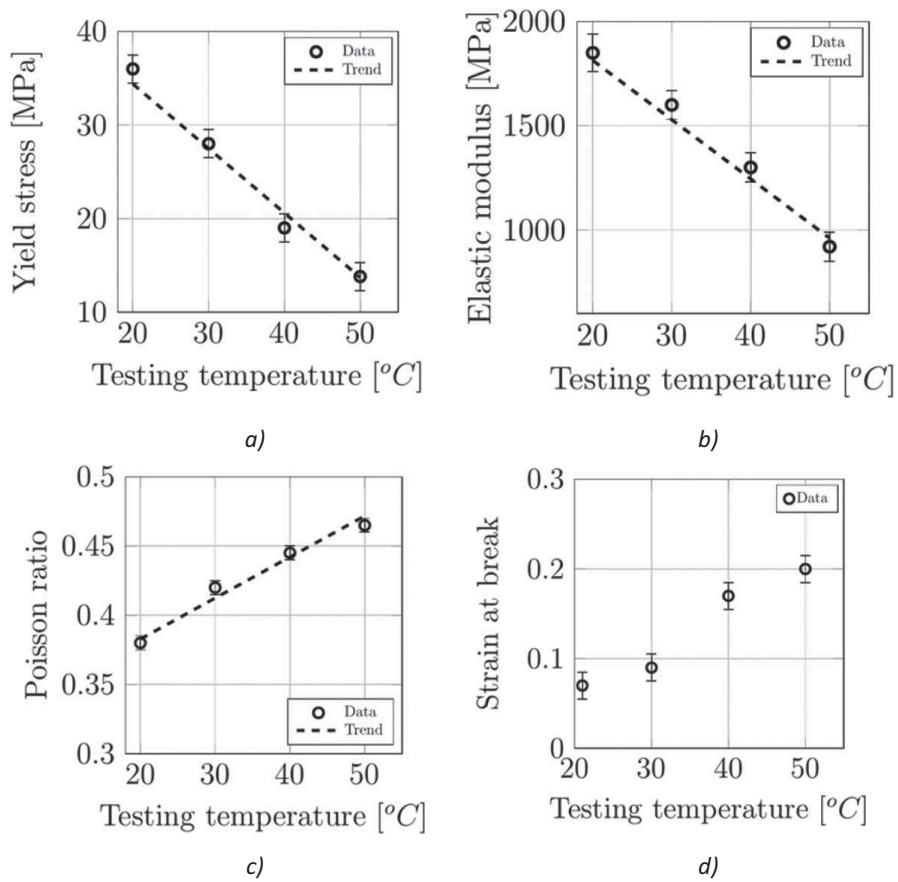 40
30
20
10
Yield stress [MPa]
Data
Trend
20 30 40 50
Testing temperature [°C]
a)
2000
1500
1000
Elastic modulus [MPa]
Data
Trend
20 30 40 50
Testing temperature [°C]
b)
0.5
0.45
0.4
0.35
0.3
Poisson ratio
Data
Trend
20 30 40 50
Testing temperature [°C]
c)
0.3
0.2
0.1
0
Strain at break
Data
20 30 40 50
Testing temperature [°C]
d)